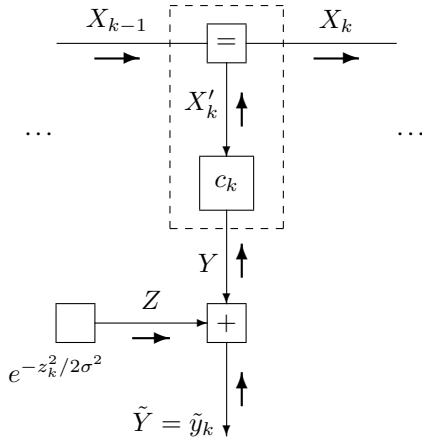 X_{k−1} X_k
=
X′_k
… …
c_k
Y
Z
+
e^{−z_k^2/2σ^2}
Ỹ = ỹ_k